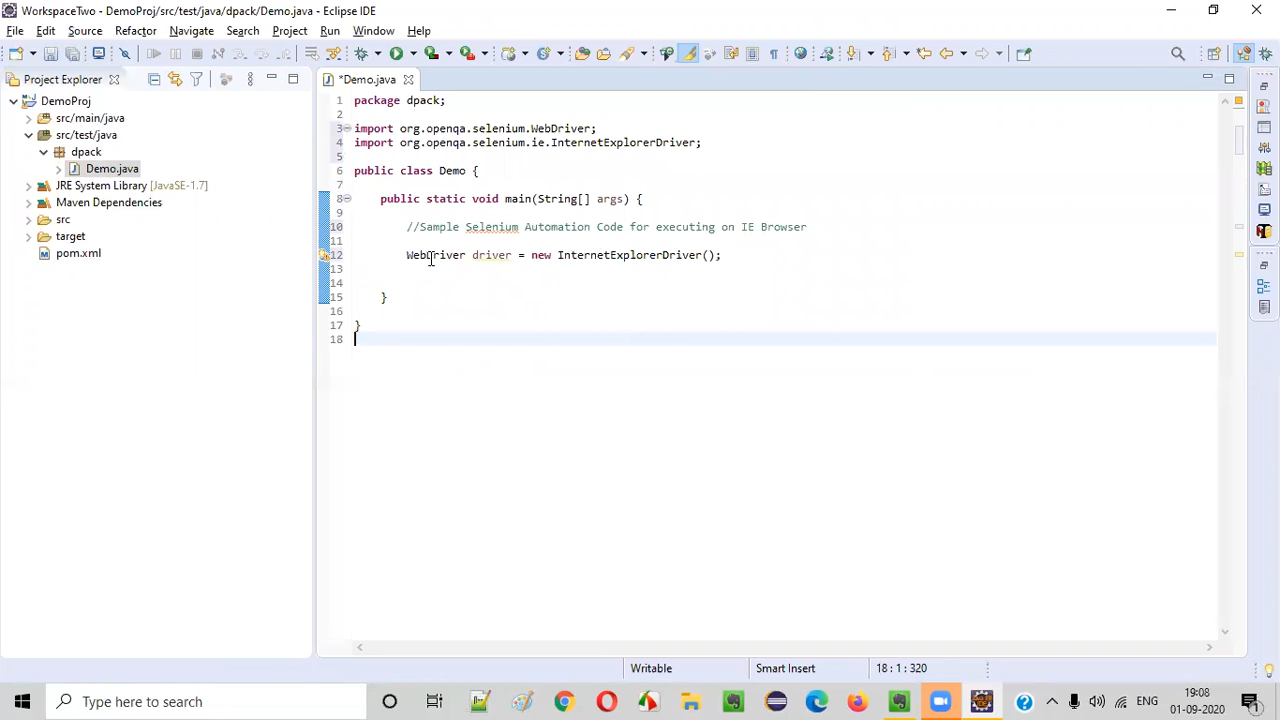 WorkspaceTwo - DemoProj/src/test/java/dpack/Demo.java - Eclipse IDE
File Edit Source Refactor Navigate Search Project Run Window Help
Project Explorer
*Demo.java
DemoProj
src/main/java
src/test/java
dpack
Demo.java
JRE System Library [JavaSE-1.7]
Maven Dependencies
src
target
pom.xml
1 package dpack;
2
3 import org.openqa.selenium.WebDriver;
4 import org.openqa.selenium.ie.InternetExplorerDriver;
5
6 public class Demo {
7
8 public static void main(String[] args) {
9
10 //Sample Selenium Automation Code for executing on IE Browser
11
12 WebDriver driver = new InternetExplorerDriver();
13
14
15 }
16
17 }
18
Writable Smart Insert 18 : 1 : 320
Type here to search
ENG
19:08
01-09-2020